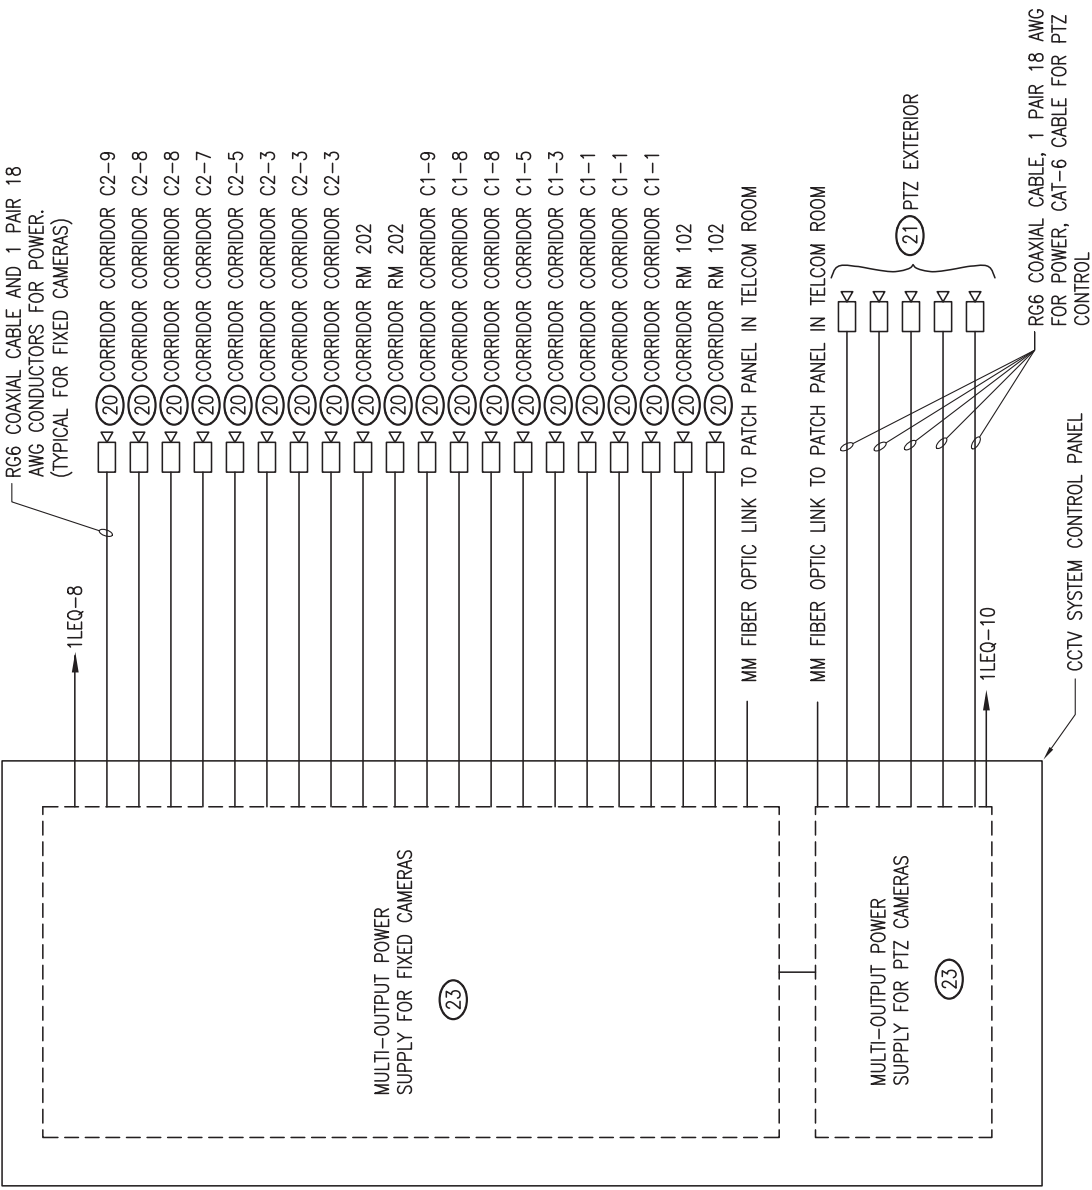 RG6 COAXIAL CABLE AND 1 PAIR 18
AWG CONDUCTORS FOR POWER.
(TYPICAL FOR FIXED CAMERAS)
1LEQ-8
20 CORRIDOR CORRIDOR C2-9
20 CORRIDOR CORRIDOR C2-8
20 CORRIDOR CORRIDOR C2-8
20 CORRIDOR CORRIDOR C2-7
20 CORRIDOR CORRIDOR C2-5
20 CORRIDOR CORRIDOR C2-3
20 CORRIDOR CORRIDOR C2-3
20 CORRIDOR CORRIDOR C2-3
20 CORRIDOR RM 202
20 CORRIDOR RM 202
20 CORRIDOR CORRIDOR C1-9
20 CORRIDOR CORRIDOR C1-8
20 CORRIDOR CORRIDOR C1-8
20 CORRIDOR CORRIDOR C1-5
20 CORRIDOR CORRIDOR C1-3
20 CORRIDOR CORRIDOR C1-1
20 CORRIDOR CORRIDOR C1-1
20 CORRIDOR CORRIDOR C1-1
20 CORRIDOR RM 102
20 CORRIDOR RM 102
MM FIBER OPTIC LINK TO PATCH PANEL IN TELCOM ROOM
MULTI-OUTPUT POWER
SUPPLY FOR FIXED CAMERAS
23
MM FIBER OPTIC LINK TO PATCH PANEL IN TELCOM ROOM
21 PTZ EXTERIOR
MULTI-OUTPUT POWER
SUPPLY FOR PTZ CAMERAS
23
1LEQ-10
RG6 COAXIAL CABLE, 1 PAIR 18 AWG
FOR POWER, CAT-6 CABLE FOR PTZ
CONTROL
CCTV SYSTEM CONTROL PANEL